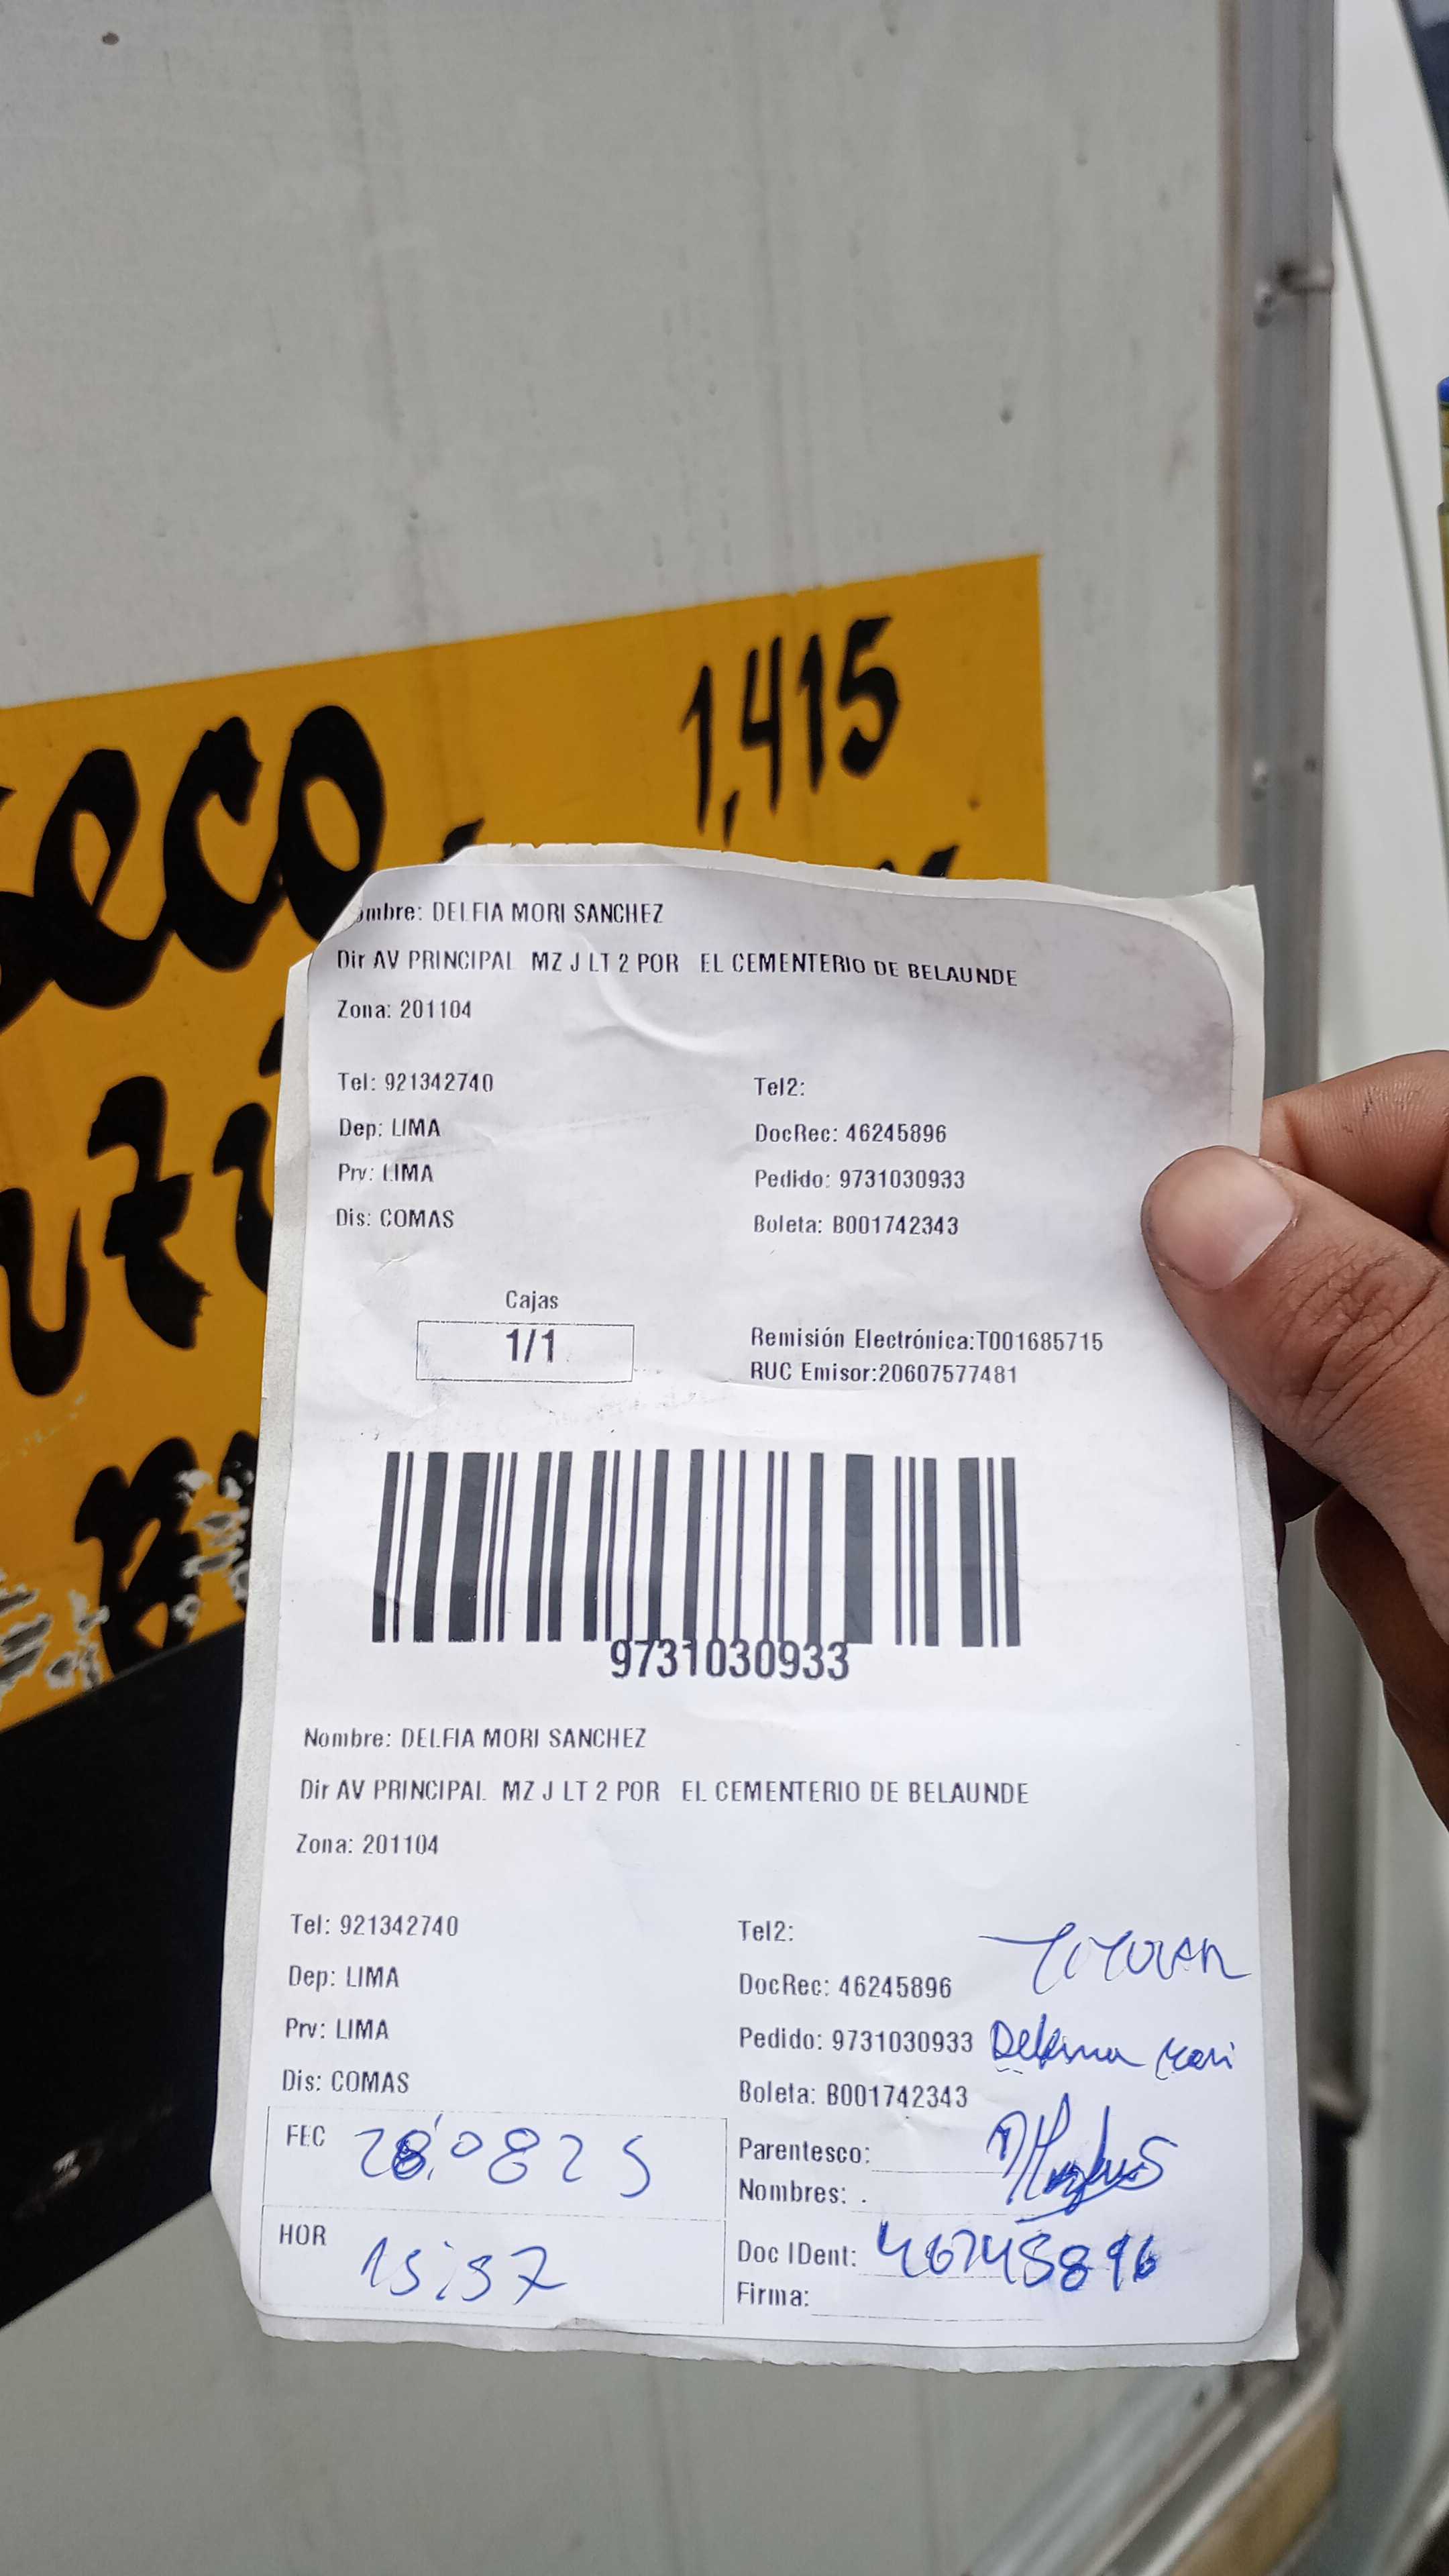 eco
1,415
ombre: DELFIA MORI SANCHEZ
Dir AV PRINCIPAL MZ J LT 2 POR EL CEMENTERIO DE BELAUNDE
Zona: 201104
Tel: 921342740 Tel2:
Dep: LIMA DocRec: 46245896
Prv: LIMA Pedido: 9731030933
Dis: COMAS Boleta: B001742343
Cajas
1/1
Remisión Electrónica:T001685715
RUC Emisor:20607577481
9731030933
Nombre: DELFIA MORI SANCHEZ
Dir AV PRINCIPAL MZ J LT 2 POR EL CEMENTERIO DE BELAUNDE
Zona: 201104
Tel: 921342740 Tel2:
Dep: LIMA DocRec: 46245896
Prv: LIMA Pedido: 9731030933
Dis: COMAS Boleta: B001742343
FEC 28.0825
Parentesco:
Nombres: .
HOR 15:57
Doc IDent: 46245896
Firma: